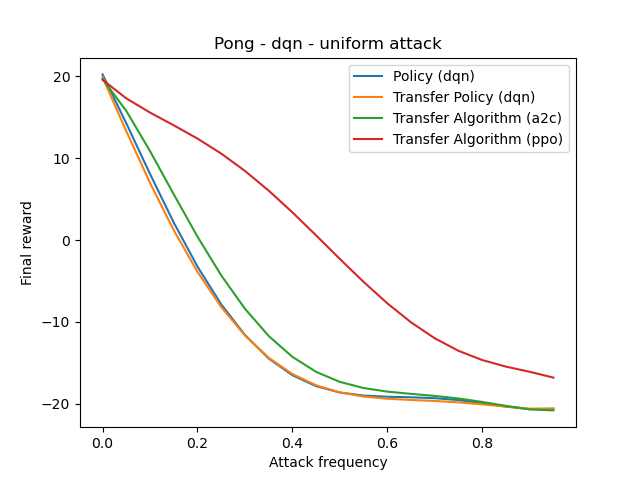 Pong - dqn - uniform attack
Policy (dqn)
Transfer Policy (dqn)
Transfer Algorithm (a2c)
Transfer Algorithm (ppo)
Final reward
20
10
0
−10
−20
0.0 0.2 0.4 0.6 0.8
Attack frequency